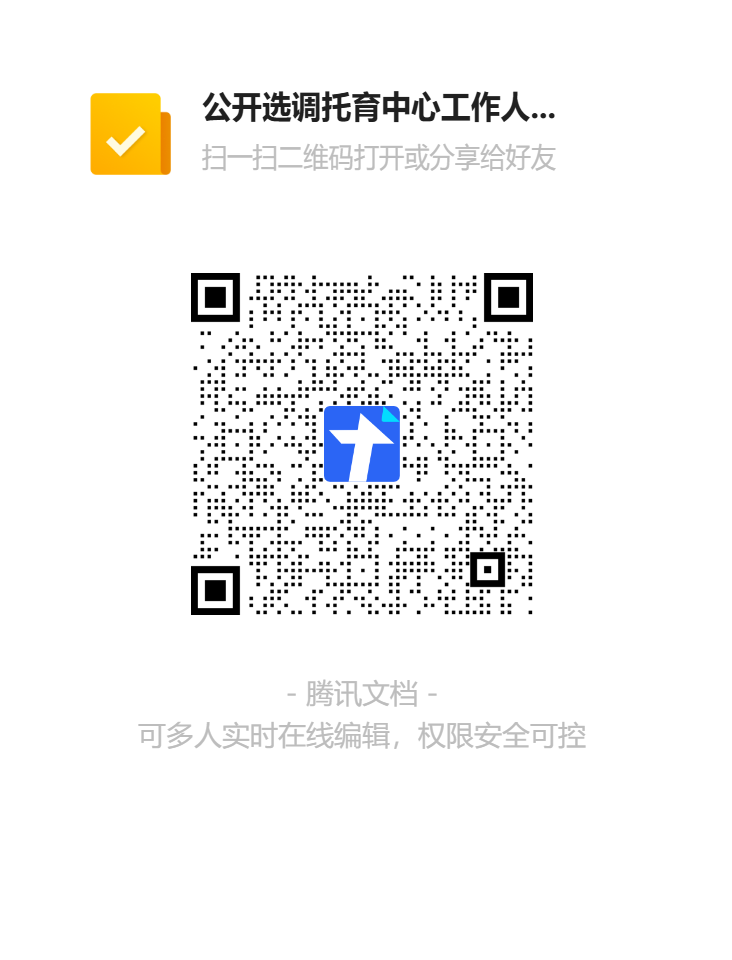 公开选调托育中心工作人...
扫一扫二维码打开或分享给好友
- 腾讯文档 -
可多人实时在线编辑，权限安全可控